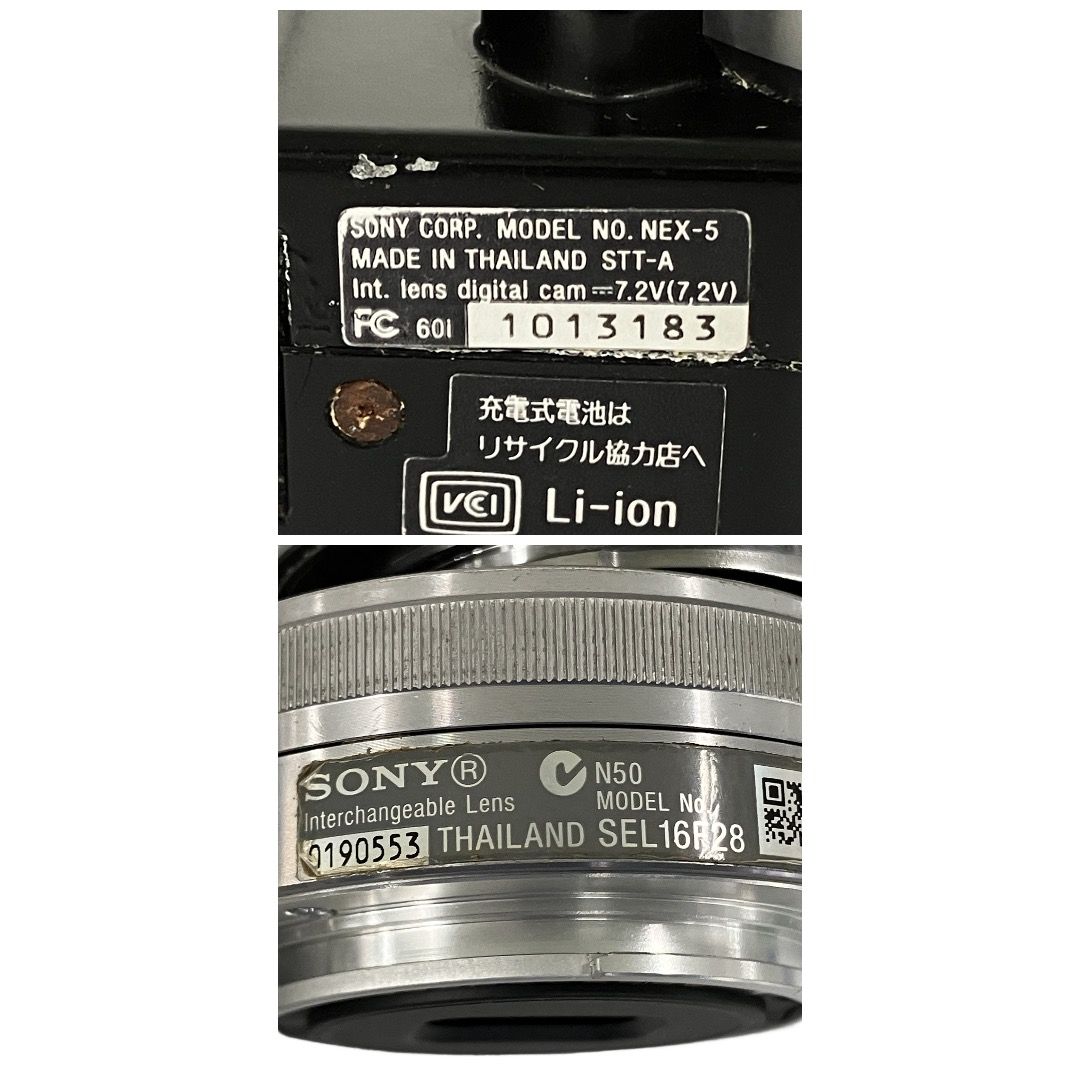 SONY CORP. MODEL NO. NEX-5
MADE IN THAILAND STT-A
Int. lens digital cam ⎓7.2V(7,2V)
FC 60I 1013183
充電式電池は
リサイクル協力店へ
VCCI Li-ion
SONY® N50
Interchangeable Lens MODEL No.
0190553 THAILAND SEL16F28